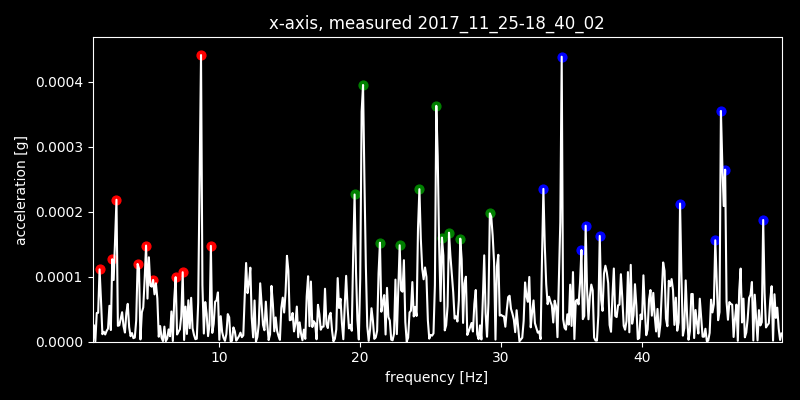 x-axis, measured 2017_11_25-18_40_02
acceleration [g]
0.0004
0.0003
0.0002
0.0001
0.0000
10 20 30 40
frequency [Hz]